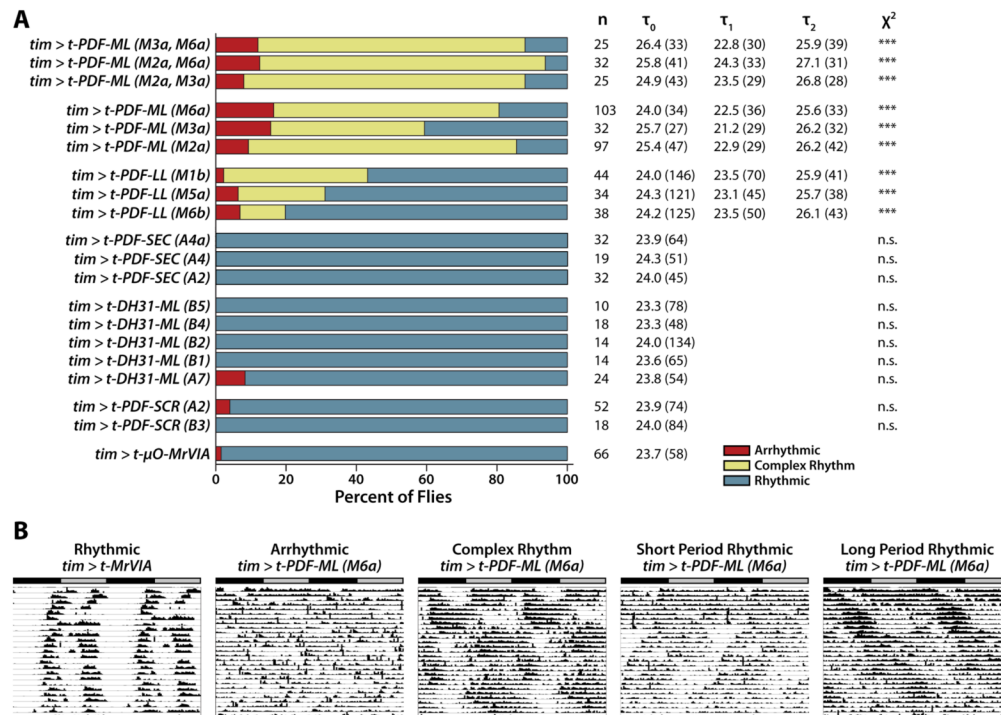 A
n τ0 τ1 τ2 χ2
tim > t-PDF-ML (M3a, M6a) 25 26.4 (33) 22.8 (30) 25.9 (39) ***
tim > t-PDF-ML (M2a, M6a) 32 25.8 (41) 24.3 (33) 27.1 (31) ***
tim > t-PDF-ML (M2a, M3a) 25 24.9 (43) 23.5 (29) 26.8 (28) ***
tim > t-PDF-ML (M6a) 103 24.0 (34) 22.5 (36) 25.6 (33) ***
tim > t-PDF-ML (M3a) 32 25.7 (27) 21.2 (29) 26.2 (32) ***
tim > t-PDF-ML (M2a) 97 25.4 (47) 22.9 (29) 26.2 (42) ***
tim > t-PDF-LL (M1b) 44 24.0 (146) 23.5 (70) 25.9 (41) ***
tim > t-PDF-LL (M5a) 34 24.3 (121) 23.1 (45) 25.7 (38) ***
tim > t-PDF-LL (M6b) 38 24.2 (125) 23.5 (50) 26.1 (43) ***
tim > t-PDF-SEC (A4a) 32 23.9 (64) n.s.
tim > t-PDF-SEC (A4) 19 24.3 (51) n.s.
tim > t-PDF-SEC (A2) 32 24.0 (45) n.s.
tim > t-DH31-ML (B5) 10 23.3 (78) n.s.
tim > t-DH31-ML (B4) 18 23.3 (48) n.s.
tim > t-DH31-ML (B2) 14 24.0 (134) n.s.
tim > t-DH31-ML (B1) 14 23.6 (65) n.s.
tim > t-DH31-ML (A7) 24 23.8 (54) n.s.
tim > t-PDF-SCR (A2) 52 23.9 (74) n.s.
tim > t-PDF-SCR (B3) 18 24.0 (84) n.s.
tim > t-μO-MrVIA 66 23.7 (58)
0 20 40 60 80 100
Percent of Flies
Arrhythmic
Complex Rhythm
Rhythmic
B
Rhythmic
tim > t-MrVIA
Arrhythmic
tim > t-PDF-ML (M6a)
Complex Rhythm
tim > t-PDF-ML (M6a)
Short Period Rhythmic
tim > t-PDF-ML (M6a)
Long Period Rhythmic
tim > t-PDF-ML (M6a)